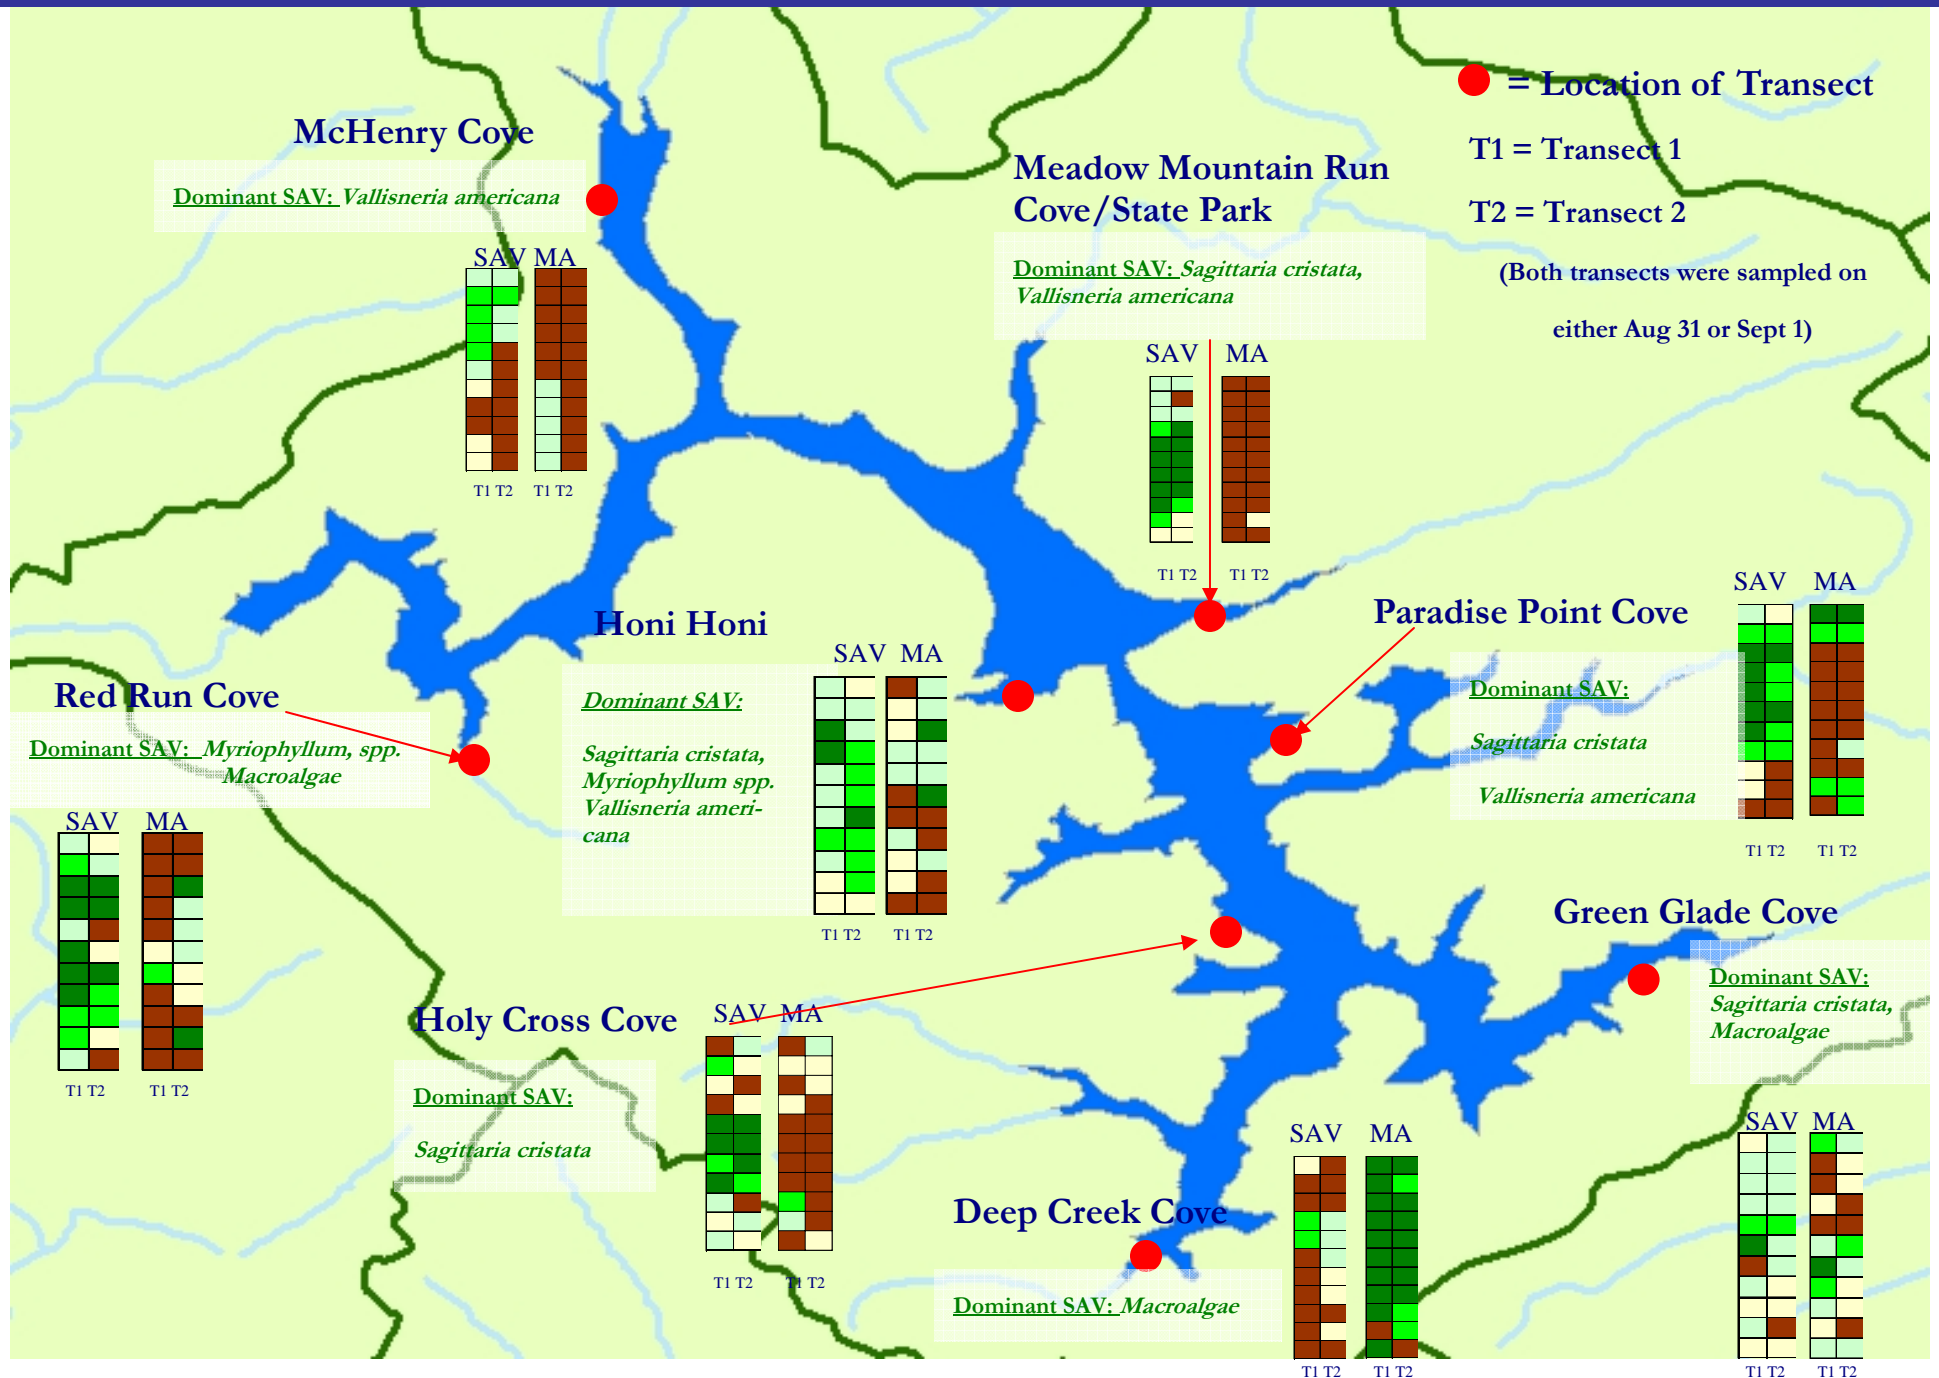 = Location of Transect
T1 = Transect 1
T2 = Transect 2
(Both transects were sampled on
either Aug 31 or Sept 1)
McHenry Cove
Dominant SAV: Vallisneria americana
SAV MA
T1 T2 T1 T2
Meadow Mountain Run
Cove/State Park
Dominant SAV: Sagittaria cristata,
Vallisneria americana
SAV MA
T1 T2 T1 T2
Honi Honi
Dominant SAV:
Sagittaria cristata,
Myriophyllum spp.
Vallisneria ameri-
cana
SAV MA
T1 T2 T1 T2
Paradise Point Cove
Dominant SAV:
Sagittaria cristata
Vallisneria americana
SAV MA
T1 T2 T1 T2
Red Run Cove
Dominant SAV: Myriophyllum, spp.
Macroalgae
SAV MA
T1 T2 T1 T2
Green Glade Cove
Dominant SAV:
Sagittaria cristata,
Macroalgae
SAV MA
T1 T2 T1 T2
Holy Cross Cove
Dominant SAV:
Sagittaria cristata
SAV MA
T1 T2 T1 T2
Deep Creek Cove
Dominant SAV: Macroalgae
SAV MA
T1 T2 T1 T2